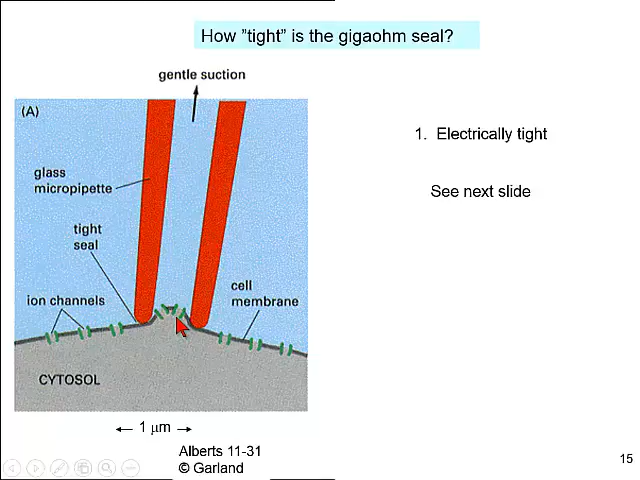 How ”tight” is the gigaohm seal?
gentle suction
(A)
1. Electrically tight
glass
micropipette
See next slide
tight
seal
cell
membrane
ion channels
CYTOSOL
1 µm
Alberts 11-31
© Garland
15